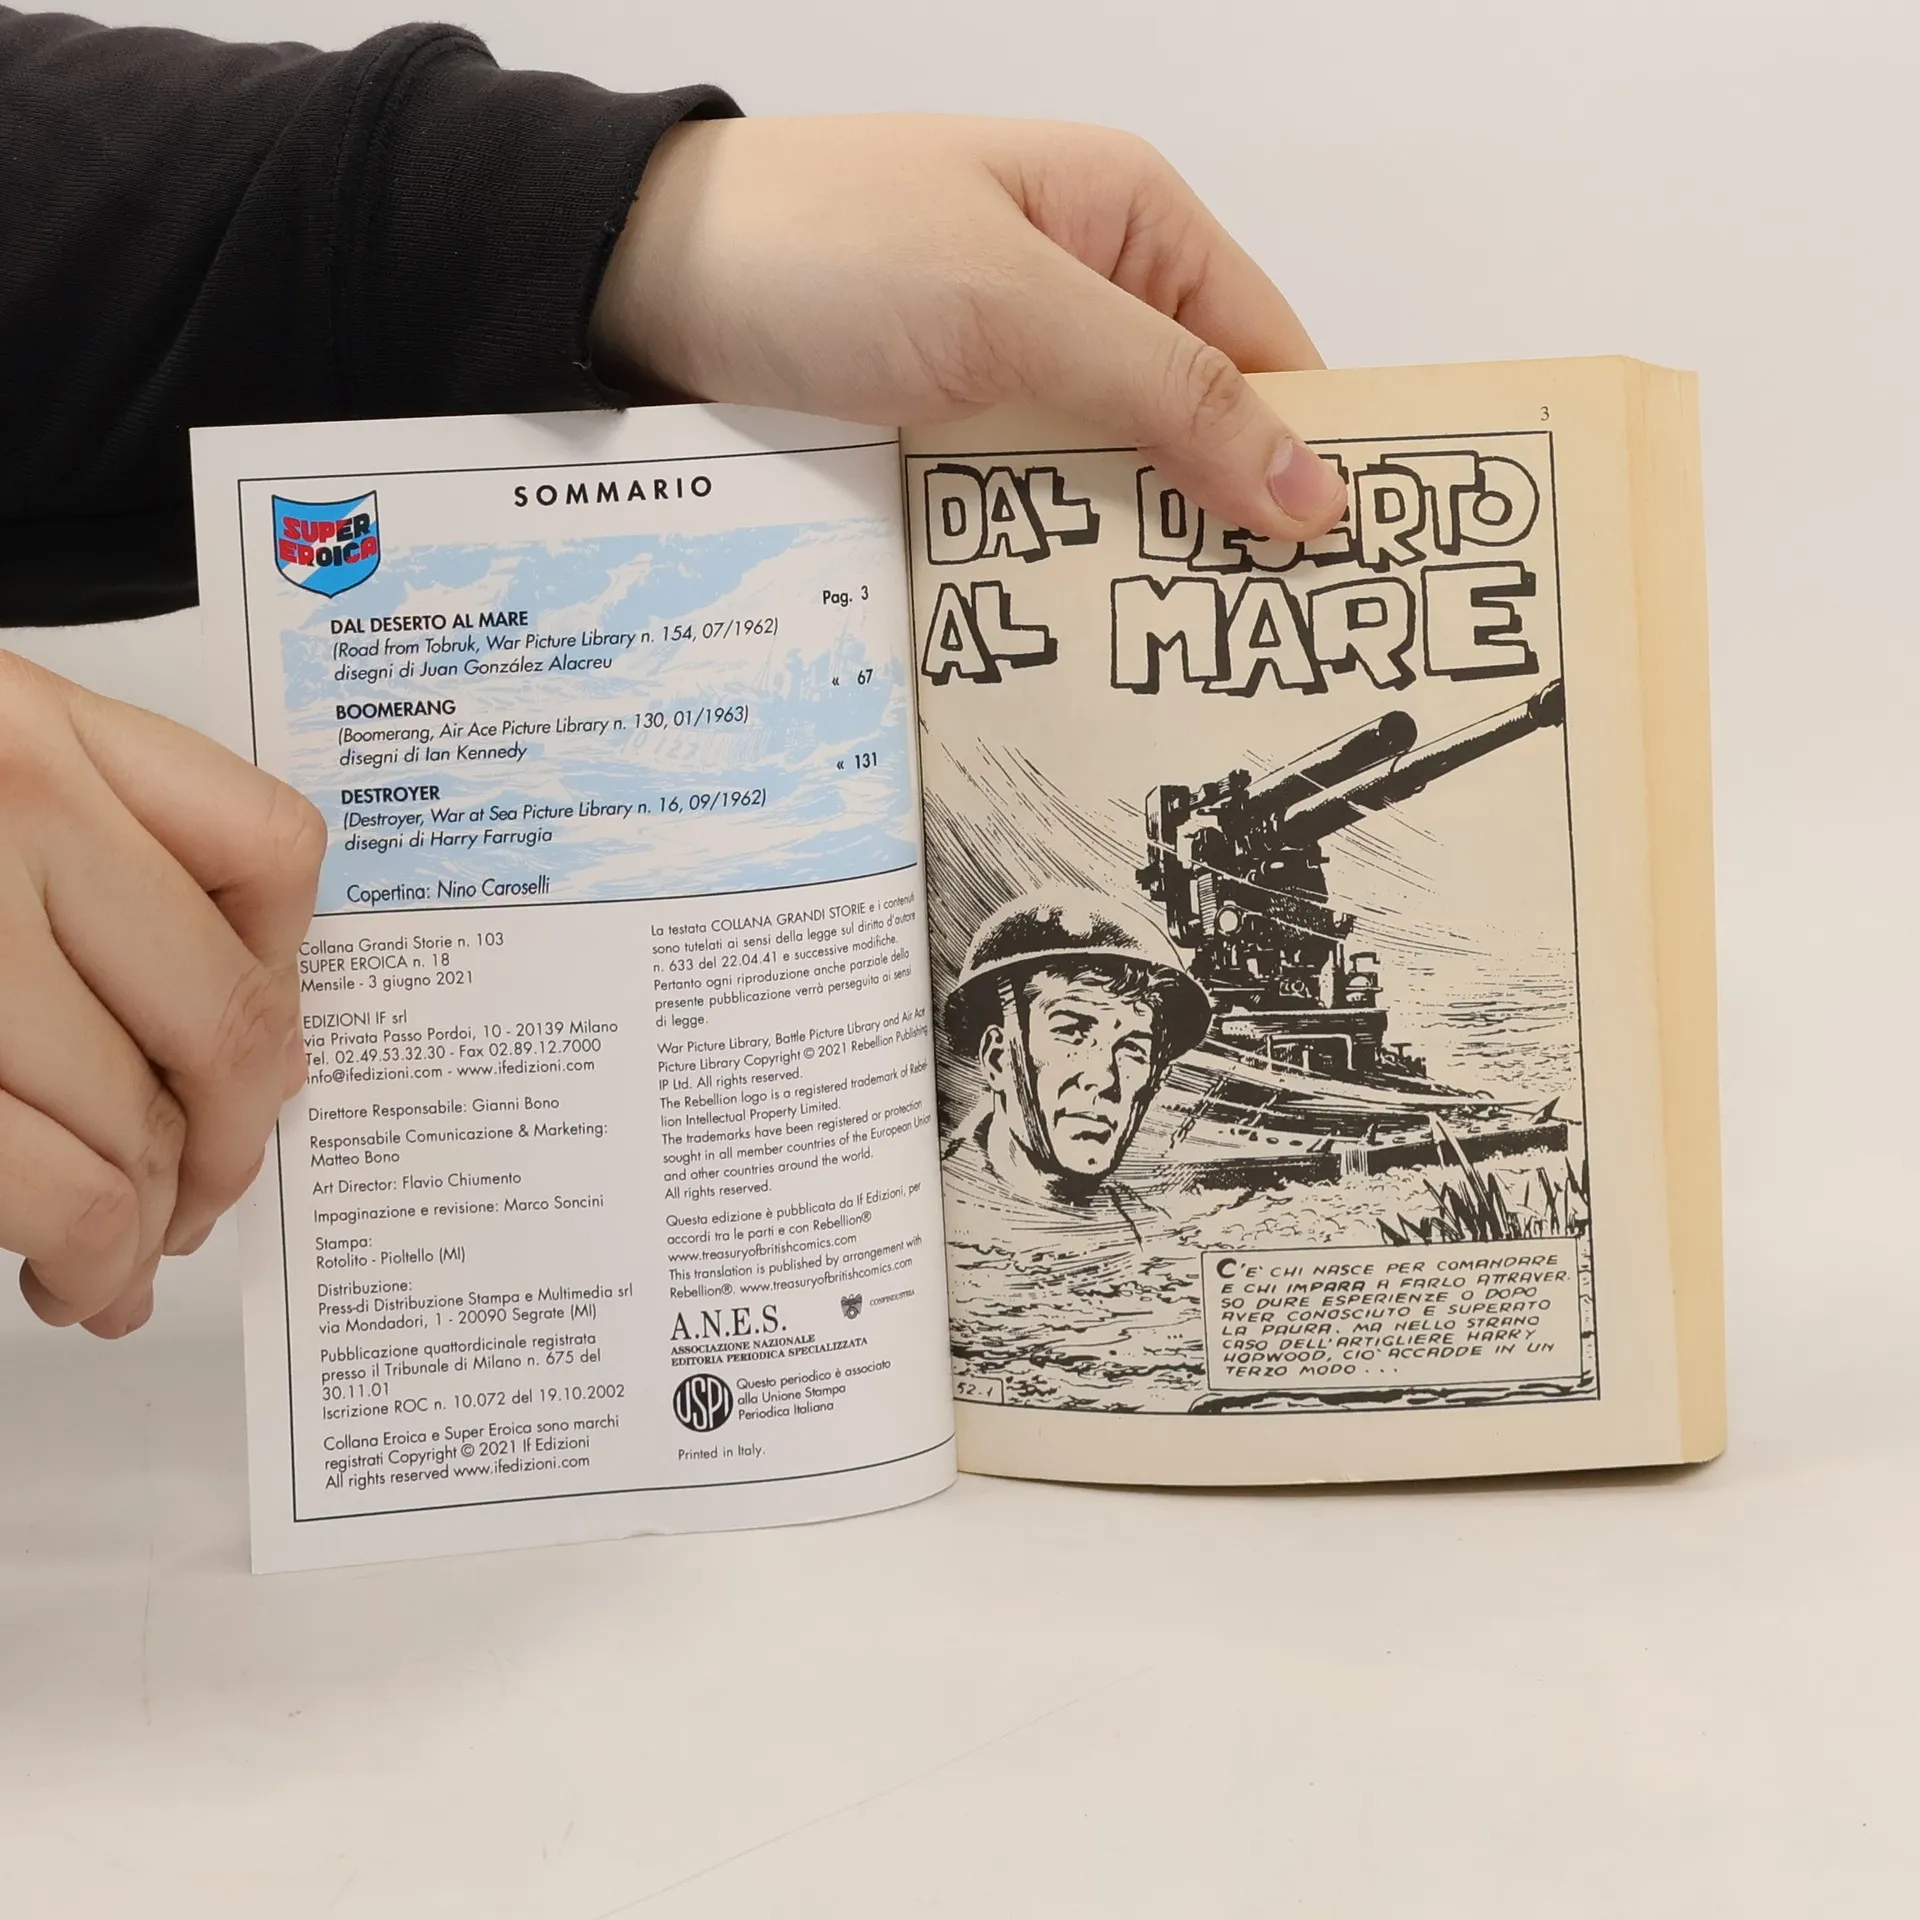 SOMMARIO
SUPER
EROICA
Pag. 3
DAL DESERTO AL MARE
(Road from Tobruk, War Picture Library n. 154, 07/1962)
disegni di Juan González Alacreu
« 67
BOOMERANG
(Boomerang, Air Ace Picture Library n. 130, 01/1963)
disegni di Ian Kennedy
« 131
DESTROYER
(Destroyer, War at Sea Picture Library n. 16, 09/1962)
disegni di Harry Farrugia
Copertina: Nino Caroselli
Collana Grandi Storie n. 103
SUPER EROICA n. 18
Mensile - 3 giugno 2021
EDIZIONI IF srl
via Privata Passo Pordoi, 10 - 20139 Milano
Tel. 02.49.53.32.30 - Fax 02.89.12.7000
info@ifedizioni.com - www.ifedizioni.com
Direttore Responsabile: Gianni Bono
Responsabile Comunicazione & Marketing:
Matteo Bono
Art Director: Flavio Chiumento
Impaginazione e revisione: Marco Soncini
Stampa:
Rotolito - Pioltello (MI)
Distribuzione:
Press-di Distribuzione Stampa e Multimedia srl
via Mondadori, 1 - 20090 Segrate (MI)
Pubblicazione quattordicinale registrata
presso il Tribunale di Milano n. 675 del
30.11.01
Iscrizione ROC n. 10.072 del 19.10.2002
Collana Eroica e Super Eroica sono marchi
registrati Copyright © 2021 If Edizioni
All rights reserved www.ifedizioni.com
La testata COLLANA GRANDI STORIE e i contenuti
sono tutelati ai sensi della legge sul diritto d'autore
n. 633 del 22.04.41 e successive modifiche.
Pertanto ogni riproduzione anche parziale della
presente pubblicazione verrà perseguita ai sensi
di legge.
War Picture Library, Battle Picture Library and Air Ace
Picture Library Copyright © 2021 Rebellion Publishing
IP Ltd. All rights reserved.
The Rebellion logo is a registered trademark of Rebel-
lion Intellectual Property Limited.
The trademarks have been registered or protection
sought in all member countries of the European Union
and other countries around the world.
All rights reserved.
Questa edizione è pubblicata da If Edizioni, per
accordi tra le parti e con Rebellion®
www.treasuryofbritishcomics.com
This translation is published by arrangement with
Rebellion®. www.treasuryofbritishcomics.com
A.N.E.S.
ASSOCIAZIONE NAZIONALE
EDITORIA PERIODICA SPECIALIZZATA
CONFINDUSTRIA
USPI
Questo periodico è associato
alla Unione Stampa
Periodica Italiana
Printed in Italy.
3
DAL DESERTO
AL MARE
C'E' CHI NASCE PER COMANDARE
E CHI IMPARA A FARLO ATTRAVER-
SO DURE ESPERIENZE O DOPO
AVER CONOSCIUTO E SUPERATO
LA PAURA. MA NELLO STRANO
CASO DELL'ARTIGLIERE HARRY
HOPWOOD, CIO' ACCADDE IN UN
TERZO MODO...
52.1